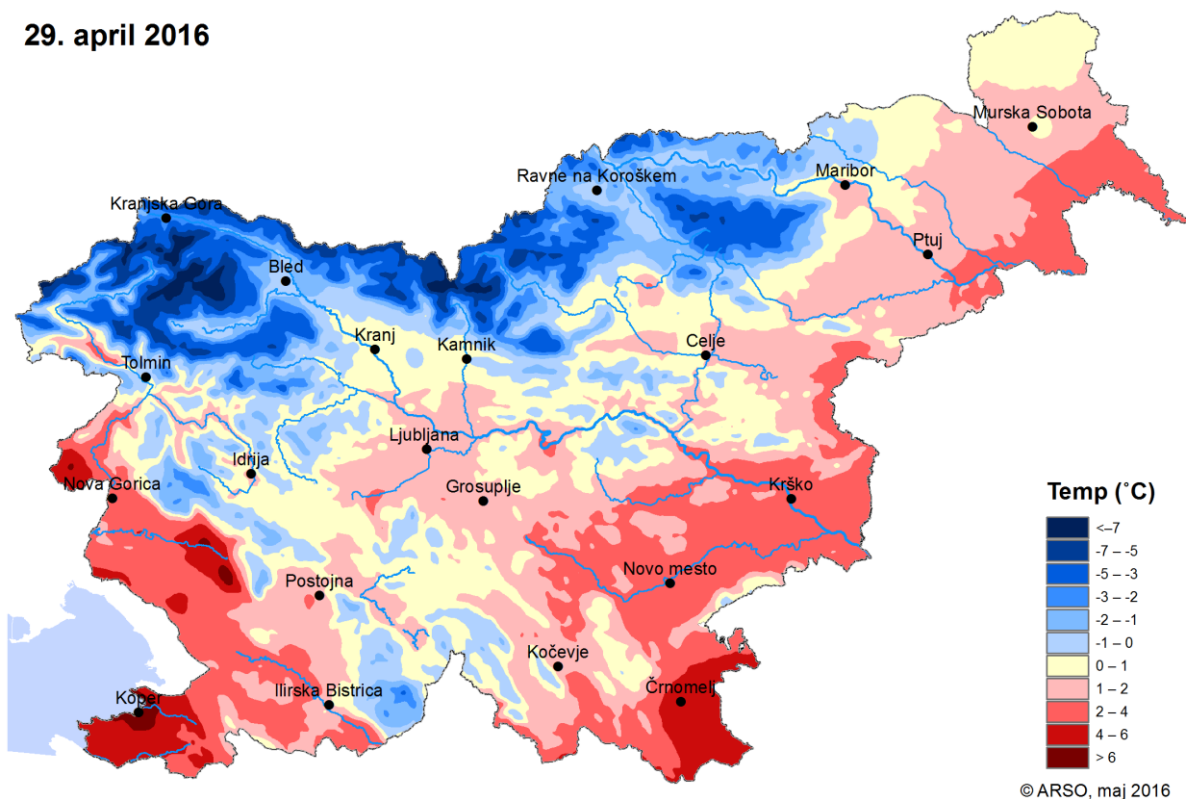 29. april 2016
Murska Sobota
Ravne na Koroškem
Maribor
Kranjska Gora
Ptuj
Bled
Kranj
Kamnik
Celje
Tolmin
Ljubljana
Idrija
Nova Gorica
Grosuplje
Krško
Postojna
Novo mesto
Kočevje
Koper
Ilirska Bistrica
Črnomelj
Temp (˚C)
<–7
-7 – -5
-5 – -3
-3 – -2
-2 – -1
-1 – 0
0 – 1
1 – 2
2 – 4
4 – 6
> 6
© ARSO, maj 2016